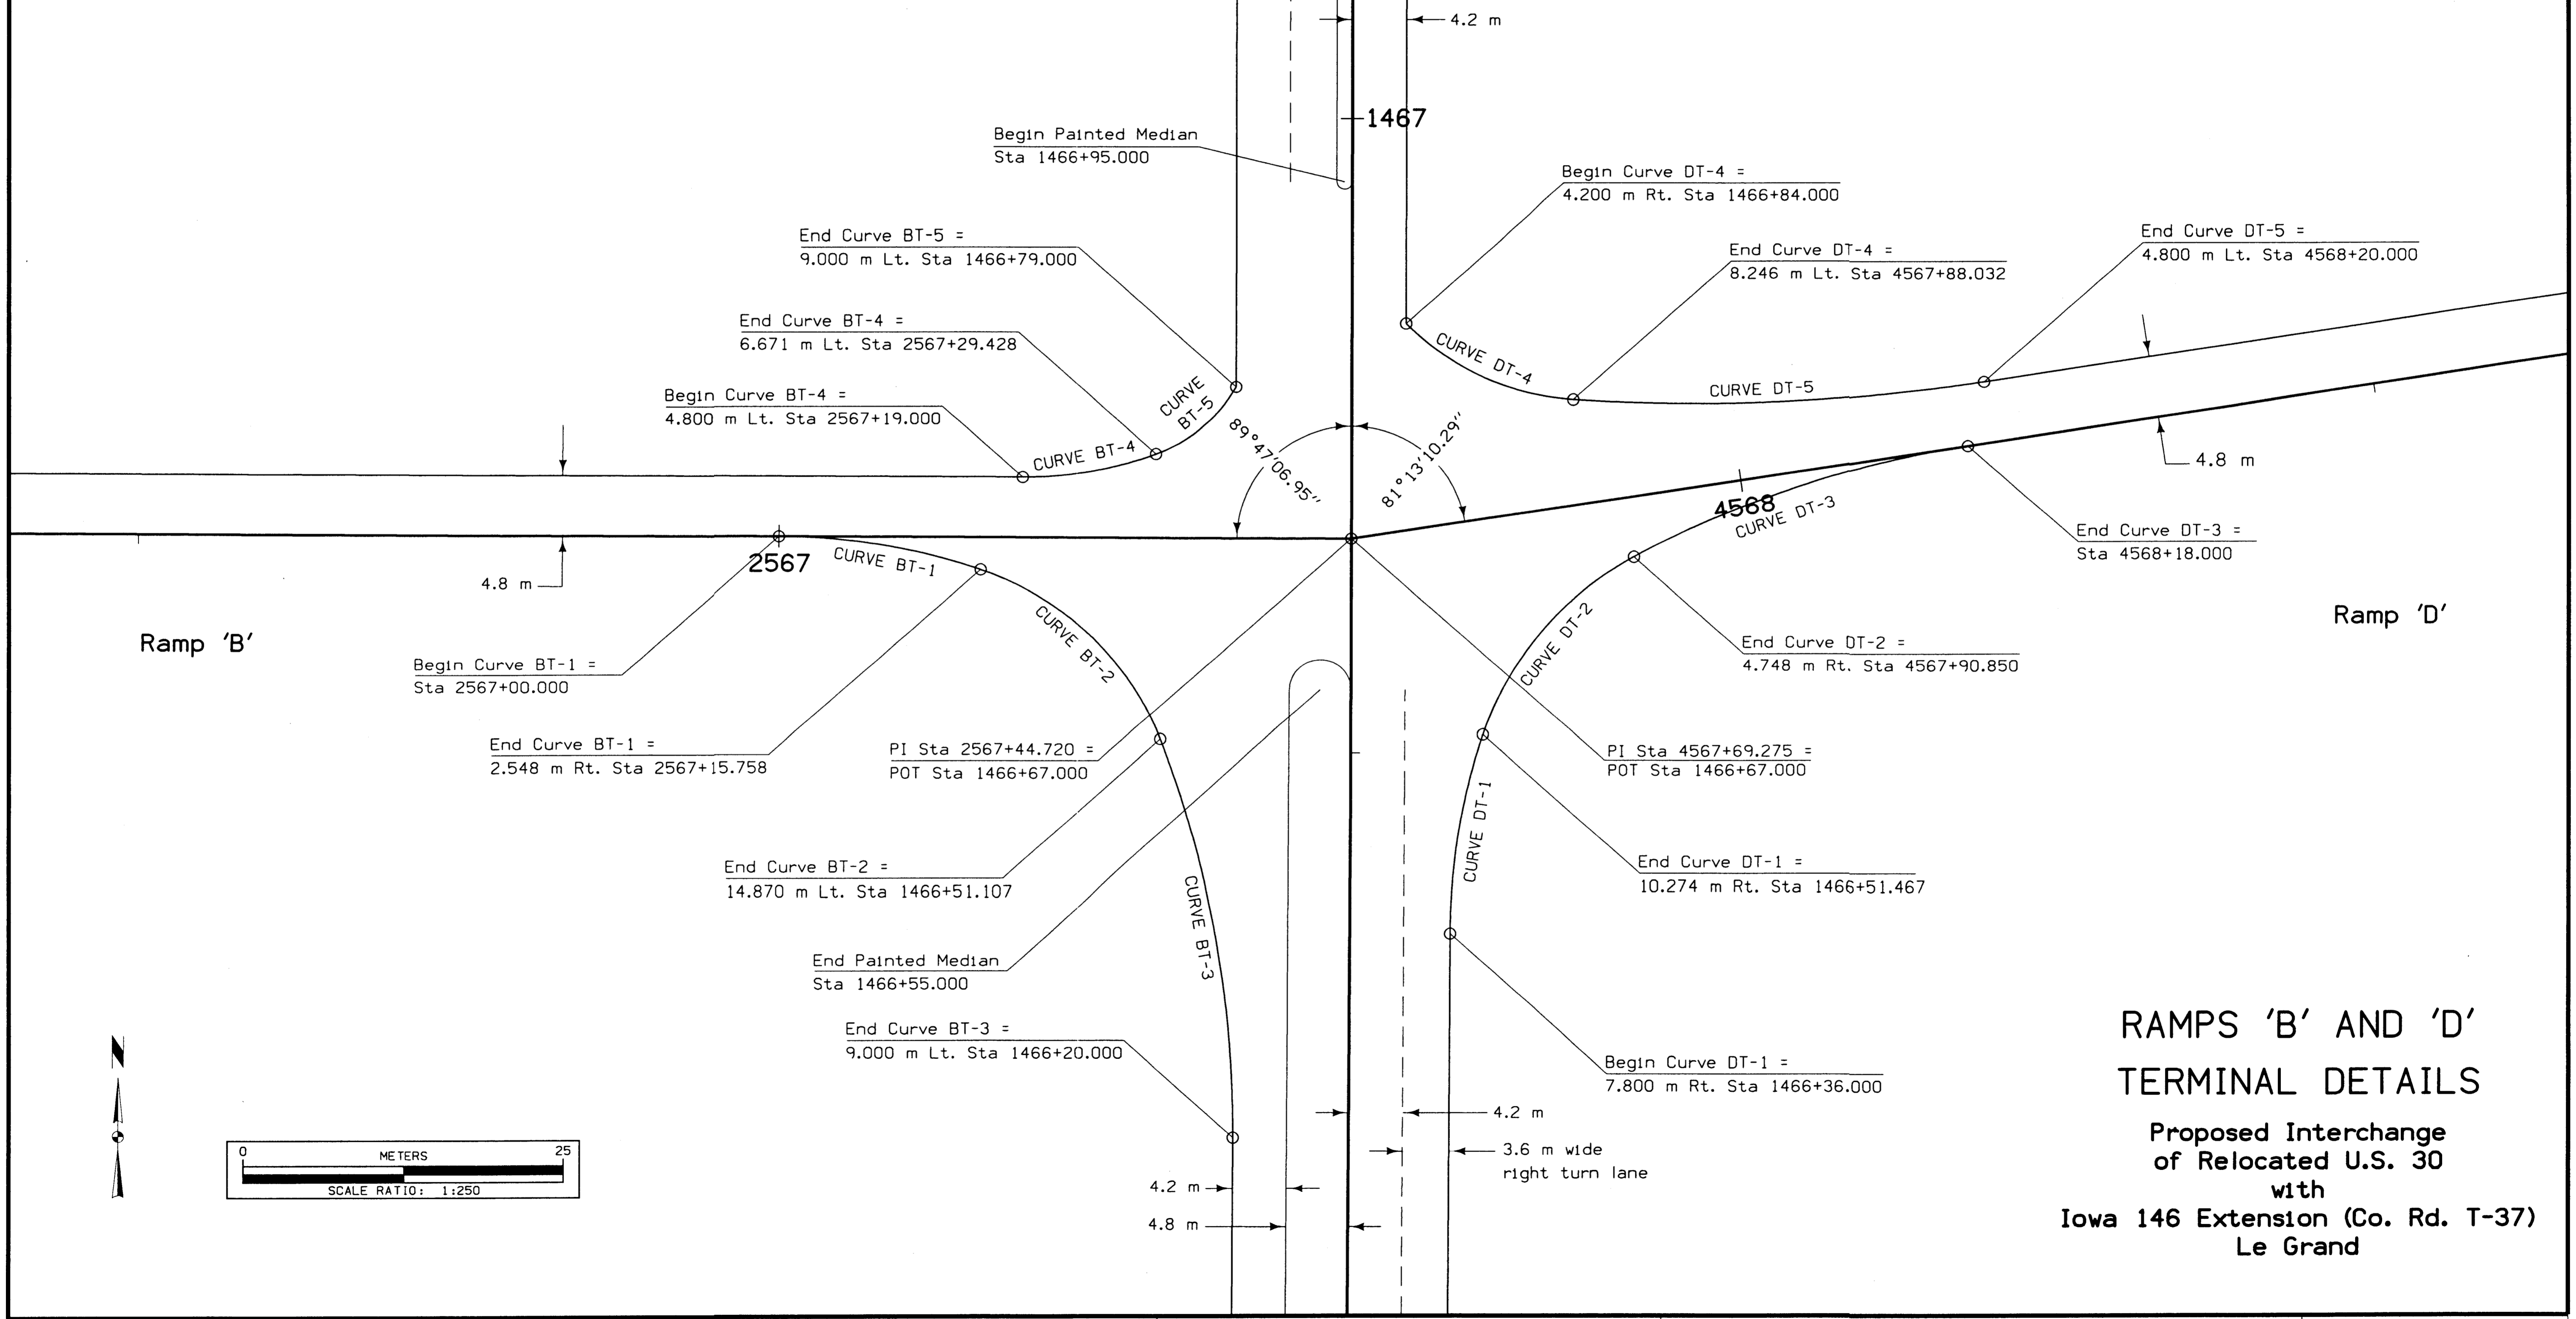 4.2 m
1467
Begin Painted Median
Sta 1466+95.000
Begin Curve DT-4 =
4.200 m Rt. Sta 1466+84.000
End Curve BT-5 =
9.000 m Lt. Sta 1466+79.000
End Curve DT-4 =
8.246 m Lt. Sta 4567+88.032
End Curve DT-5 =
4.800 m Lt. Sta 4568+20.000
End Curve BT-4 =
6.671 m Lt. Sta 2567+29.428
Begin Curve BT-4 =
4.800 m Lt. Sta 2567+19.000
CURVE DT-4
CURVE DT-5
CURVE
BT-5
CURVE BT-4
89°47'06.95"
81°13'10.29"
4.8 m
4568
CURVE DT-3
End Curve DT-3 =
Sta 4568+18.000
2567
CURVE BT-1
4.8 m
Ramp 'B'
Ramp 'D'
CURVE BT-2
CURVE DT-2
Begin Curve BT-1 =
Sta 2567+00.000
End Curve DT-2 =
4.748 m Rt. Sta 4567+90.850
End Curve BT-1 =
2.548 m Rt. Sta 2567+15.758
PI Sta 2567+44.720 =
POT Sta 1466+67.000
PI Sta 4567+69.275 =
POT Sta 1466+67.000
CURVE DT-1
End Curve BT-2 =
14.870 m Lt. Sta 1466+51.107
End Curve DT-1 =
10.274 m Rt. Sta 1466+51.467
CURVE BT-3
End Painted Median
Sta 1466+55.000
End Curve BT-3 =
9.000 m Lt. Sta 1466+20.000
Begin Curve DT-1 =
7.800 m Rt. Sta 1466+36.000
4.2 m
3.6 m wide
right turn lane
4.2 m
4.8 m
N
0 METERS 25
SCALE RATIO: 1:250
RAMPS 'B' AND 'D'
TERMINAL DETAILS
Proposed Interchange
of Relocated U.S. 30
with
Iowa 146 Extension (Co. Rd. T-37)
Le Grand